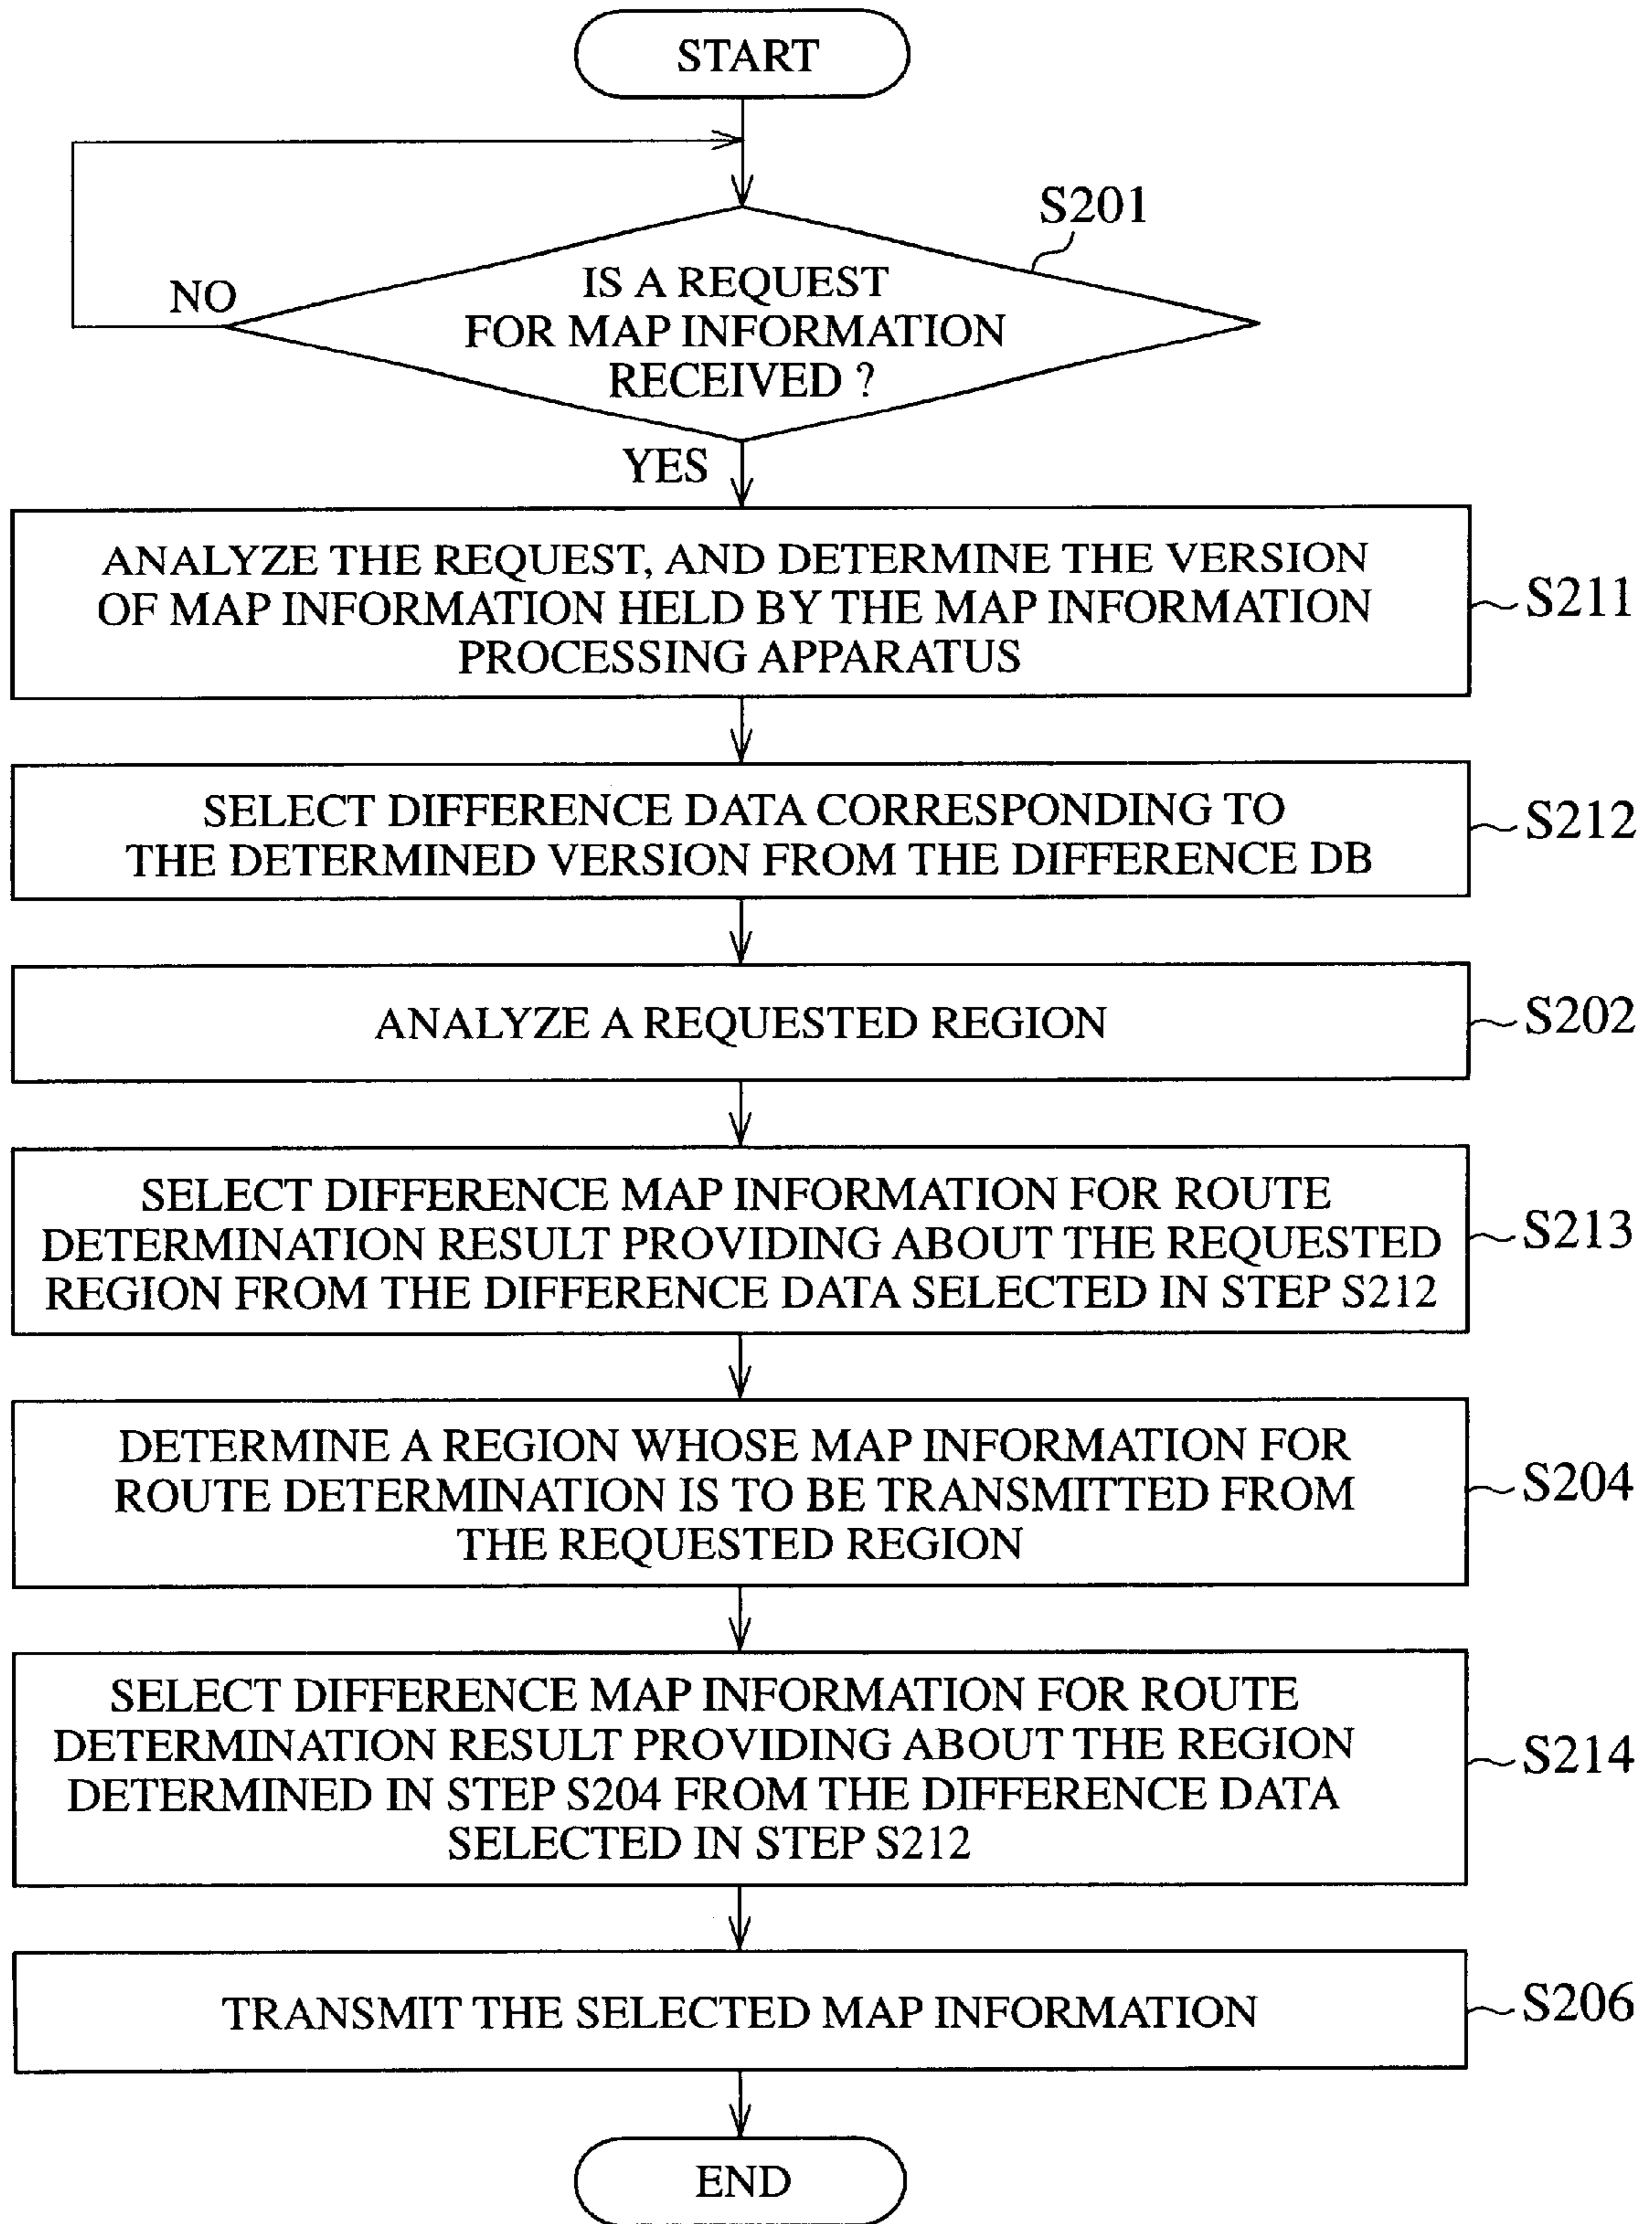 START
S201
NO
IS A REQUEST
FOR MAP INFORMATION
RECEIVED ?
YES
ANALYZE THE REQUEST, AND DETERMINE THE VERSION
OF MAP INFORMATION HELD BY THE MAP INFORMATION
PROCESSING APPARATUS
S211
SELECT DIFFERENCE DATA CORRESPONDING TO
THE DETERMINED VERSION FROM THE DIFFERENCE DB
S212
ANALYZE A REQUESTED REGION
S202
SELECT DIFFERENCE MAP INFORMATION FOR ROUTE
DETERMINATION RESULT PROVIDING ABOUT THE REQUESTED
REGION FROM THE DIFFERENCE DATA SELECTED IN STEP S212
S213
DETERMINE A REGION WHOSE MAP INFORMATION FOR
ROUTE DETERMINATION IS TO BE TRANSMITTED FROM
THE REQUESTED REGION
S204
SELECT DIFFERENCE MAP INFORMATION FOR ROUTE
DETERMINATION RESULT PROVIDING ABOUT THE REGION
DETERMINED IN STEP S204 FROM THE DIFFERENCE DATA
SELECTED IN STEP S212
S214
TRANSMIT THE SELECTED MAP INFORMATION
S206
END